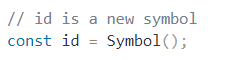 // id is a new symbol
const id = Symbol();